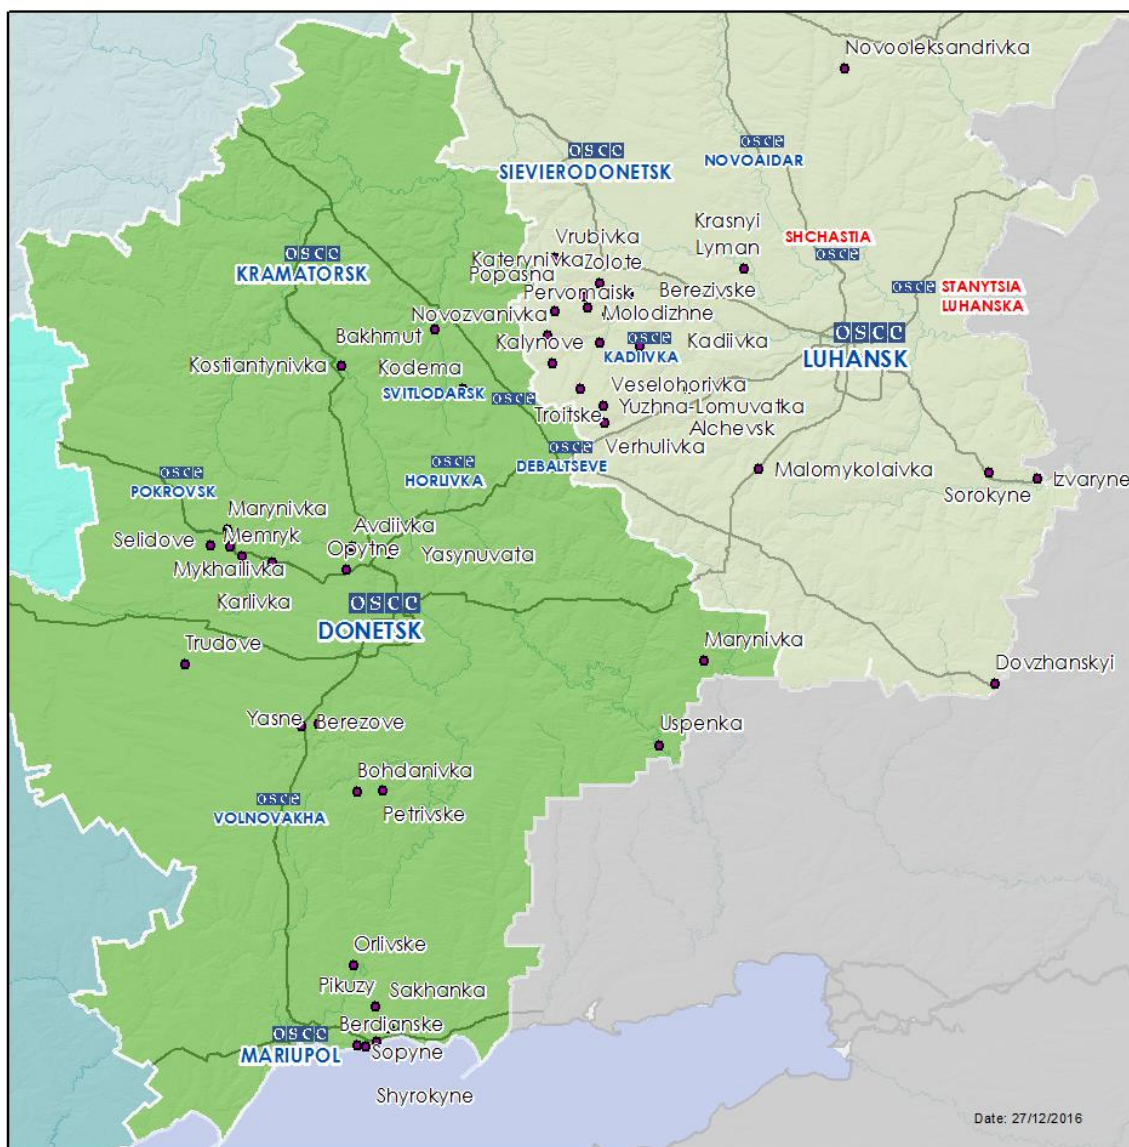 Novooleksandrivka
osce
NOVOAIDAR
osce
SIEVIERODONETSK
Krasnyi
Lyman
SHCHASTIA
osce
Vrubivka
Katerynivka
Zolote
Popasna
osce
KRAMATORSK
osce
STANYTSIA
LUHANSKA
Pervomaisk
Berezivske
Novozvanivka
Molodizhne
Bakhmut
Kalynove
osce
KADIIVKA
Kadiivka
osce
LUHANSK
Kostiantynivka
Kodema
SVITLODARSK
osce
Veselohorivka
Troitske
Yuzhna-Lomuvatka
Alchevsk
Verhulivka
osce
DEBALTSEVE
osce
HORLIVKA
Malomykolaivka
Sorokyne
Izvaryne
osce
POKROVSK
Marynivka
Selidove
Memryk
Avdiivka
Opytne
Yasynuvata
Mykhailivka
Karlivka
osce
DONETSK
Trudove
Marynivka
Dovzhanskyi
Yasne
Berezove
Uspenka
Bohdanivka
osce
VOLNOVAKHA
Petrivske
Orlivske
Pikuzy
Sakhanka
osce
MARIUPOL
Berdianske
Sopyne
Shyrokyne
Date: 27/12/2016